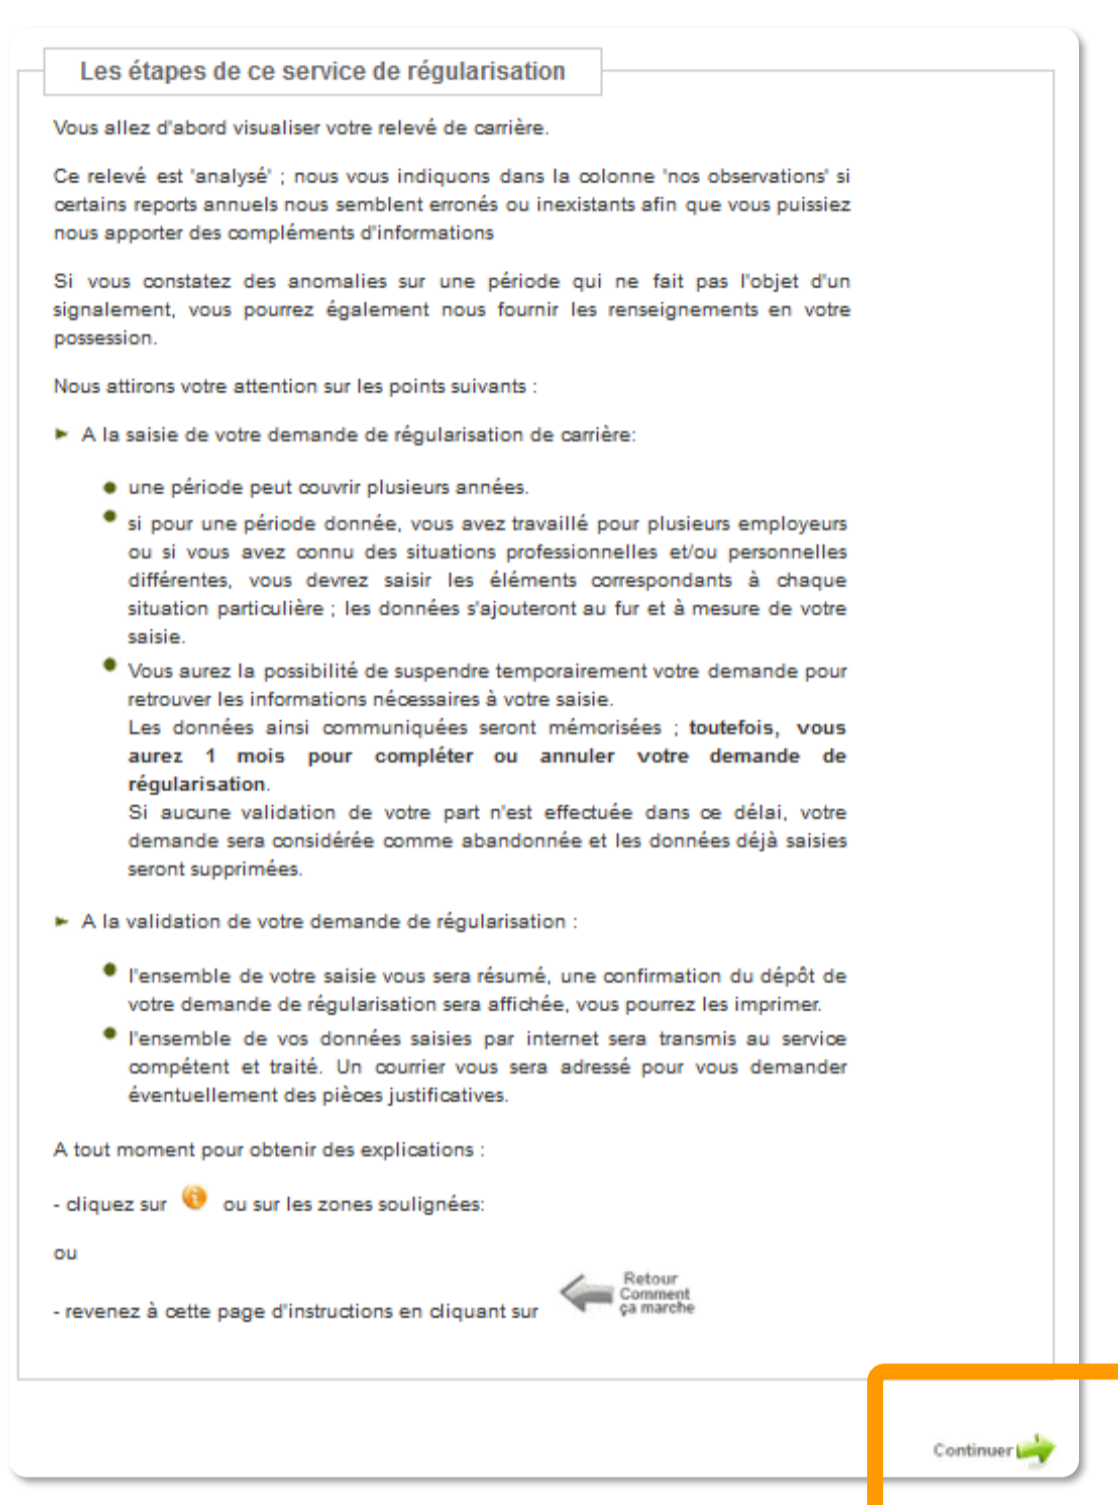 Les étapes de ce service de régularisation
Vous allez d'abord visualiser votre relevé de carrière.
Ce relevé est 'analysé' ; nous vous indiquons dans la colonne 'nos observations' si
certains reports annuels nous semblent erronés ou inexistants afin que vous puissiez
nous apporter des compléments d'informations
Si vous constatez des anomalies sur une période qui ne fait pas l'objet d'un
signalement, vous pourrez également nous fournir les renseignements en votre
possession.
Nous attirons votre attention sur les points suivants :
A la saisie de votre demande de régularisation de carrière:
une période peut couvrir plusieurs années.
si pour une période donnée, vous avez travaillé pour plusieurs employeurs
ou si vous avez connu des situations professionnelles et/ou personnelles
différentes, vous devrez saisir les éléments correspondants à chaque
situation particulière ; les données s'ajouteront au fur et à mesure de votre
saisie.
Vous aurez la possibilité de suspendre temporairement votre demande pour
retrouver les informations nécessaires à votre saisie.
Les données ainsi communiquées seront mémorisées ; toutefois, vous
aurez 1 mois pour compléter ou annuler votre demande de
régularisation.
Si aucune validation de votre part n'est effectuée dans ce délai, votre
demande sera considérée comme abandonnée et les données déjà saisies
seront supprimées.
A la validation de votre demande de régularisation :
l'ensemble de votre saisie vous sera résumé, une confirmation du dépôt de
votre demande de régularisation sera affichée, vous pourrez les imprimer.
l'ensemble de vos données saisies par internet sera transmis au service
compétent et traité. Un courrier vous sera adressé pour vous demander
éventuellement des pièces justificatives.
A tout moment pour obtenir des explications :
- cliquez sur ou sur les zones soulignées:
ou
- revenez à cette page d'instructions en cliquant sur
Retour
Comment
ça marche
Continuer